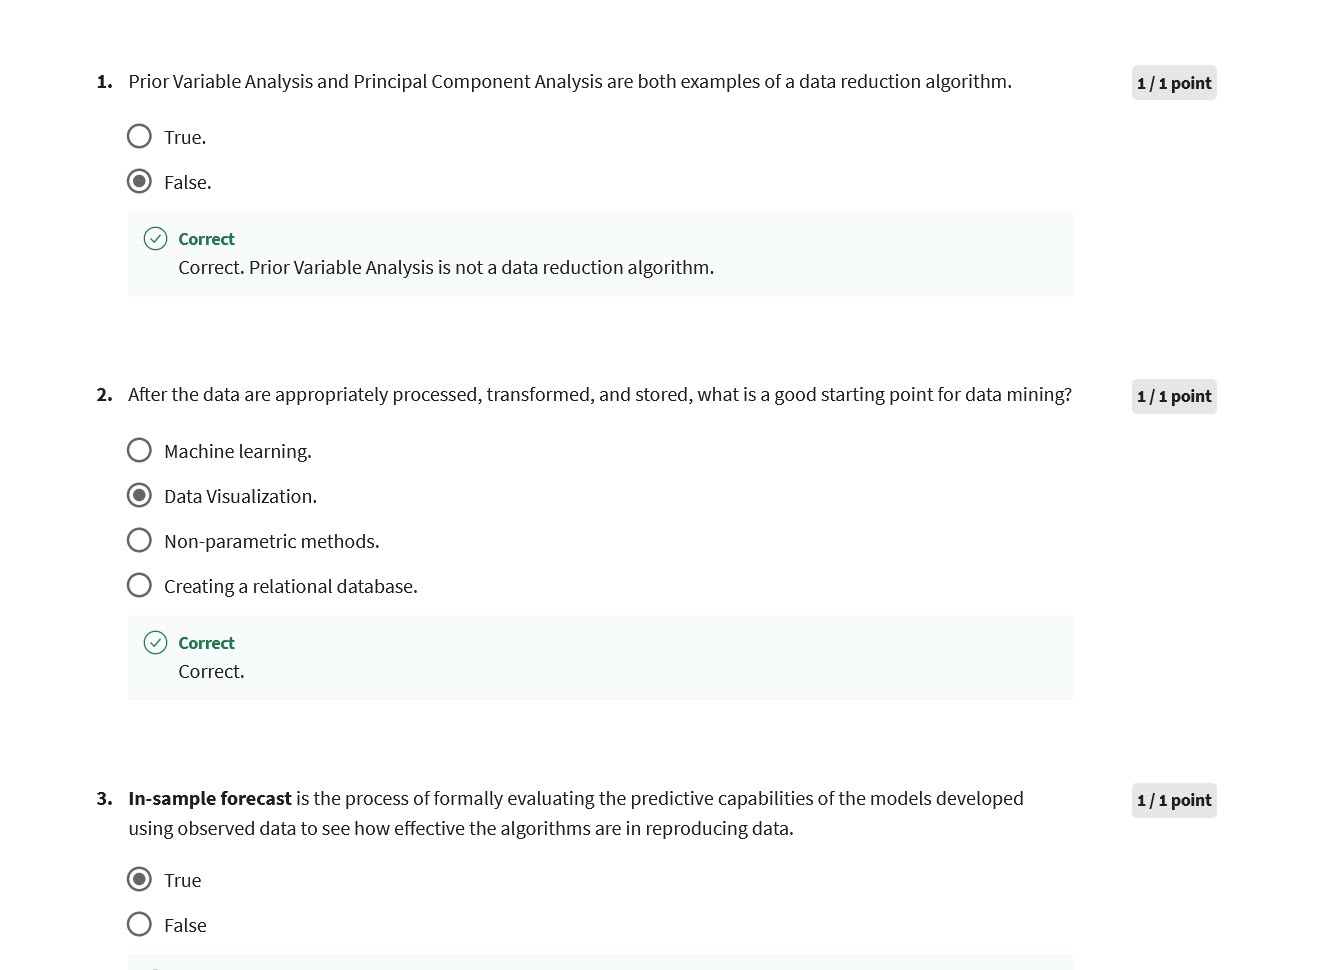 1. Prior Variable Analysis and Principal Component Analysis are both examples of a data reduction algorithm.
1 / 1 point
True.
False.
Correct
Correct. Prior Variable Analysis is not a data reduction algorithm.
2. After the data are appropriately processed, transformed, and stored, what is a good starting point for data mining?
1 / 1 point
Machine learning.
Data Visualization.
Non-parametric methods.
Creating a relational database.
Correct
Correct.
3. In-sample forecast is the process of formally evaluating the predictive capabilities of the models developed
1 / 1 point
using observed data to see how effective the algorithms are in reproducing data.
True
False